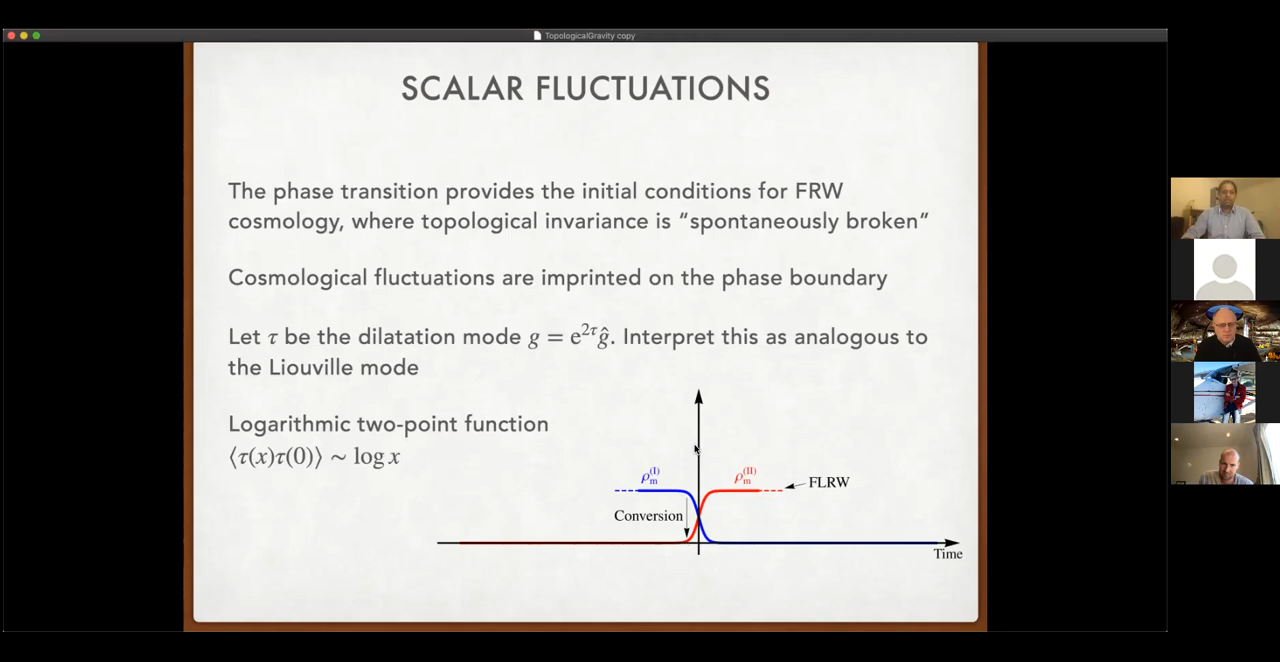 TopologicalGravity copy
SCALAR FLUCTUATIONS
The phase transition provides the initial conditions for FRW
cosmology, where topological invariance is “spontaneously broken”
Cosmological fluctuations are imprinted on the phase boundary
Let τ be the dilatation mode g = e^{2τ}ĝ. Interpret this as analogous to
the Liouville mode
Logarithmic two-point function
⟨τ(x)τ(0)⟩ ~ log x
ρ_m^{(I)}
ρ_m^{(II)}
FLRW
Conversion
Time